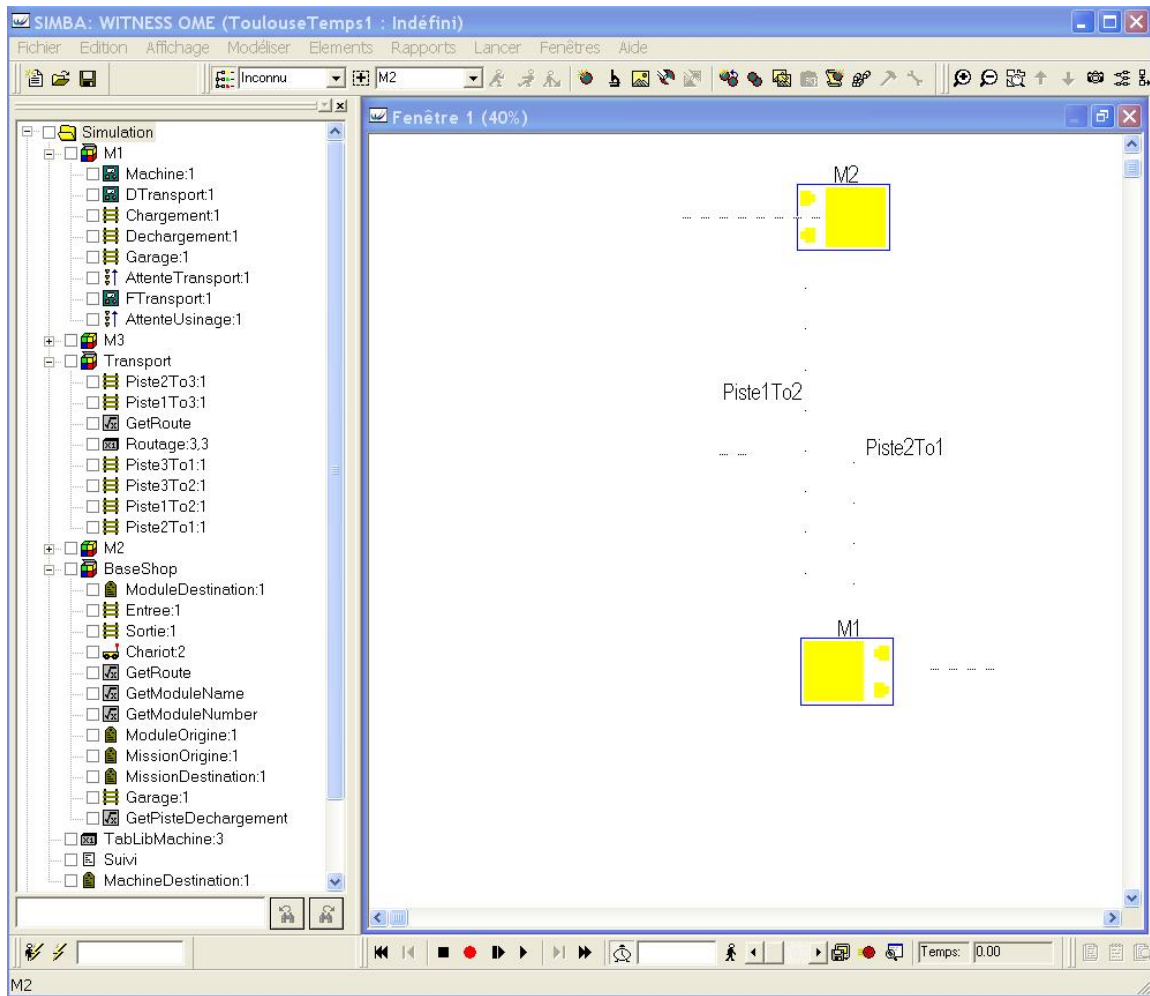 SIMBA: WITNESS OME (ToulouseTemps1 : Indéfini)
Fichier Edition Affichage Modéliser Elements Rapports Lancer Fenêtres Aide
Inconnu M2
Simulation
M1
Machine:1
DTransport:1
Chargement:1
Dechargement:1
Garage:1
AttenteTransport:1
FTransport:1
AttenteUsinage:1
M3
Transport
Piste2To3:1
Piste1To3:1
GetRoute
Routage:3,3
Piste3To1:1
Piste3To2:1
Piste1To2:1
Piste2To1:1
M2
BaseShop
ModuleDestination:1
Entree:1
Sortie:1
Chariot:2
GetRoute
GetModuleName
GetModuleNumber
ModuleOrigine:1
MissionOrigine:1
MissionDestination:1
Garage:1
GetPisteDechargement
TabLibMachine:3
Suivi
MachineDestination:1
Fenêtre 1 (40%)
M2
Piste1To2
Piste2To1
M1
Temps: 0.00
M2